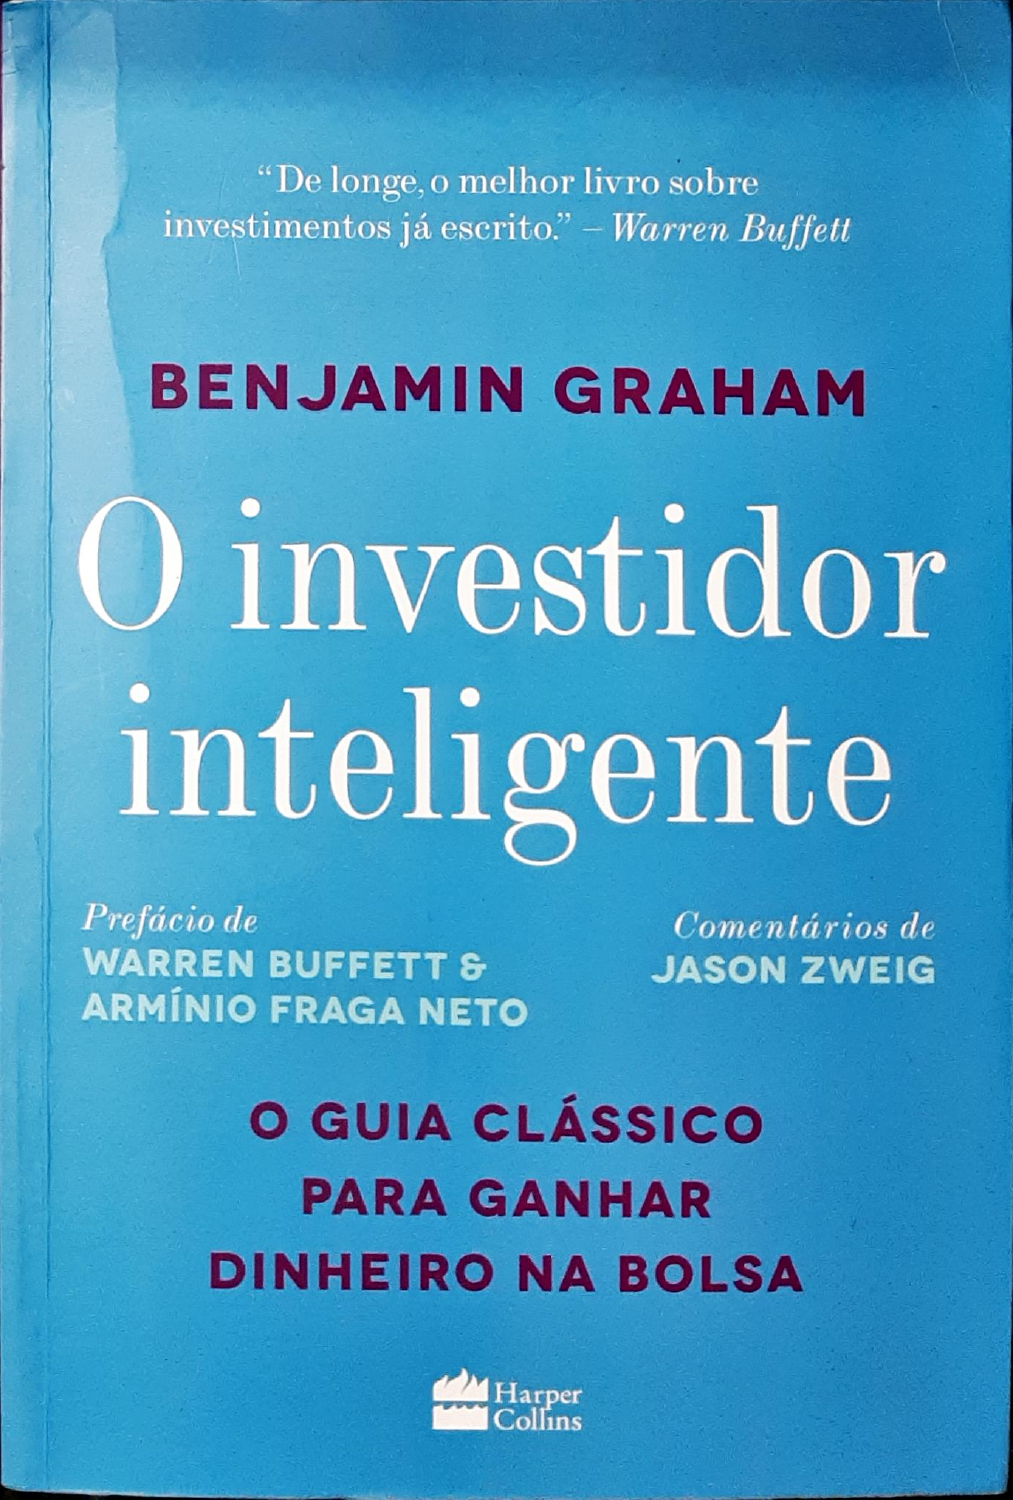 “De longe, o melhor livro sobre
investimentos já escrito.” – Warren Buffett
BENJAMIN GRAHAM
O investidor
inteligente
Prefácio de
WARREN BUFFETT &
ARMÍNIO FRAGA NETO
Comentários de
JASON ZWEIG
O GUIA CLÁSSICO
PARA GANHAR
DINHEIRO NA BOLSA
Harper
Collins